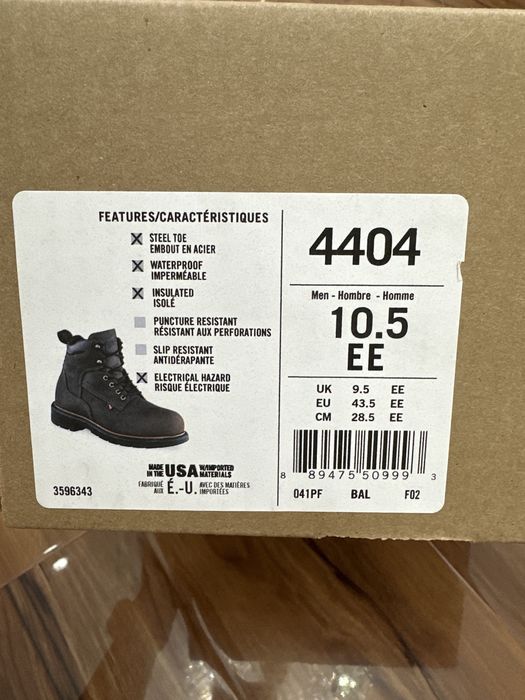 FEATURES/CARACTÉRISTIQUES
STEEL TOE
EMBOUT EN ACIER
WATERPROOF
IMPERMÉABLE
INSULATED
ISOLÉ
PUNCTURE RESISTANT
RÉSISTANT AUX PERFORATIONS
SLIP RESISTANT
ANTIDÉRAPANTE
ELECTRICAL HAZARD
RISQUE ÉLECTRIQUE
MADE IN THE USA W/IMPORTED MATERIALS
FABRIQUÉ AUX É.-U. AVEC DES MATIÈRES IMPORTÉES
3596343
4404
Men - Hombre - Homme
10.5
EE
UK 9.5 EE
EU 43.5 EE
CM 28.5 EE
8 89475 50999 3
041PF BAL F02